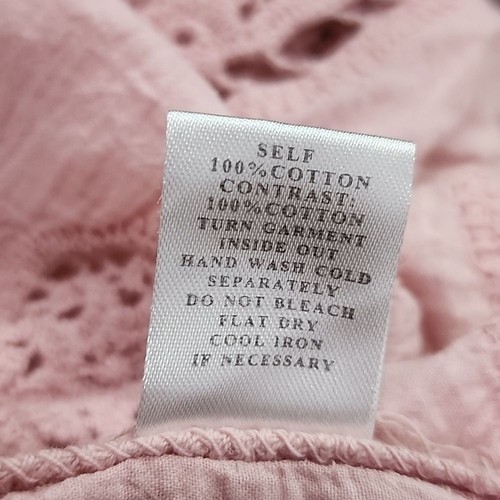 SELF
100%COTTON
CONTRAST:
100%COTTON
TURN GARMENT
INSIDE OUT
HAND WASH COLD
SEPARATELY
DO NOT BLEACH
FLAT DRY
COOL IRON
IF NECESSARY